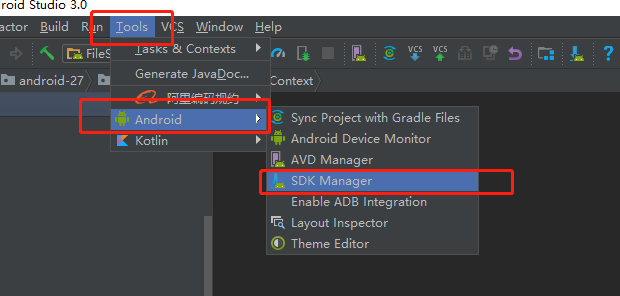 roid Studio 3.0
actor Build Run Tools VCS Window Help
FileS
Tasks & Contexts
VCS VCS
android-27
Context
Generate JavaDoc...
阿里编码规约
Android
Kotlin
Sync Project with Gradle Files
Android Device Monitor
AVD Manager
SDK Manager
Enable ADB Integration
Layout Inspector
Theme Editor